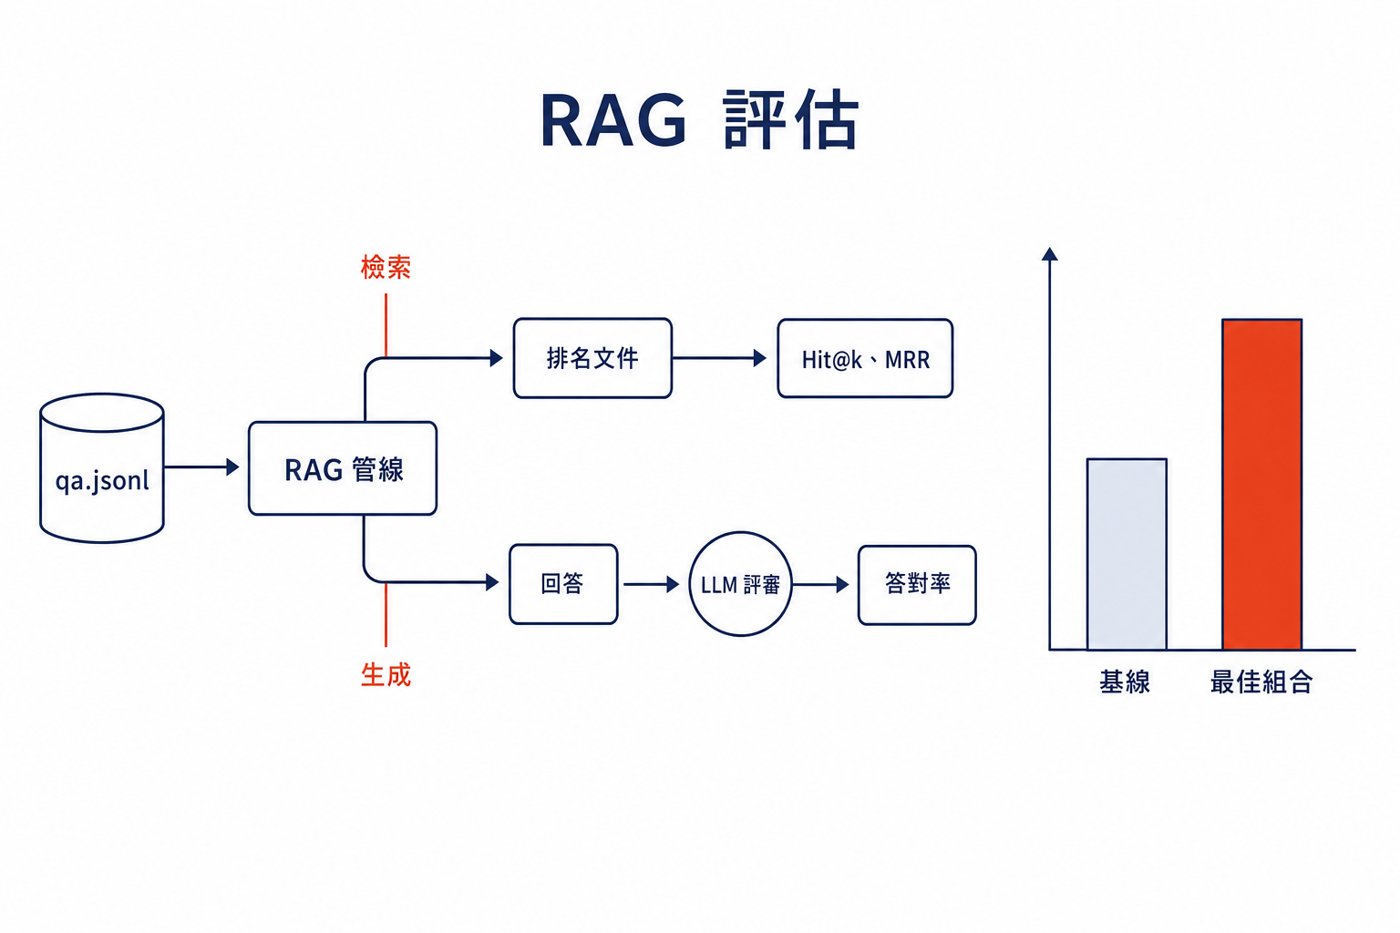 RAG 評估
檢索
排名文件
Hit@k、MRR
qa.jsonl
RAG 管線
回答
LLM 評審
答對率
生成
基線
最佳組合